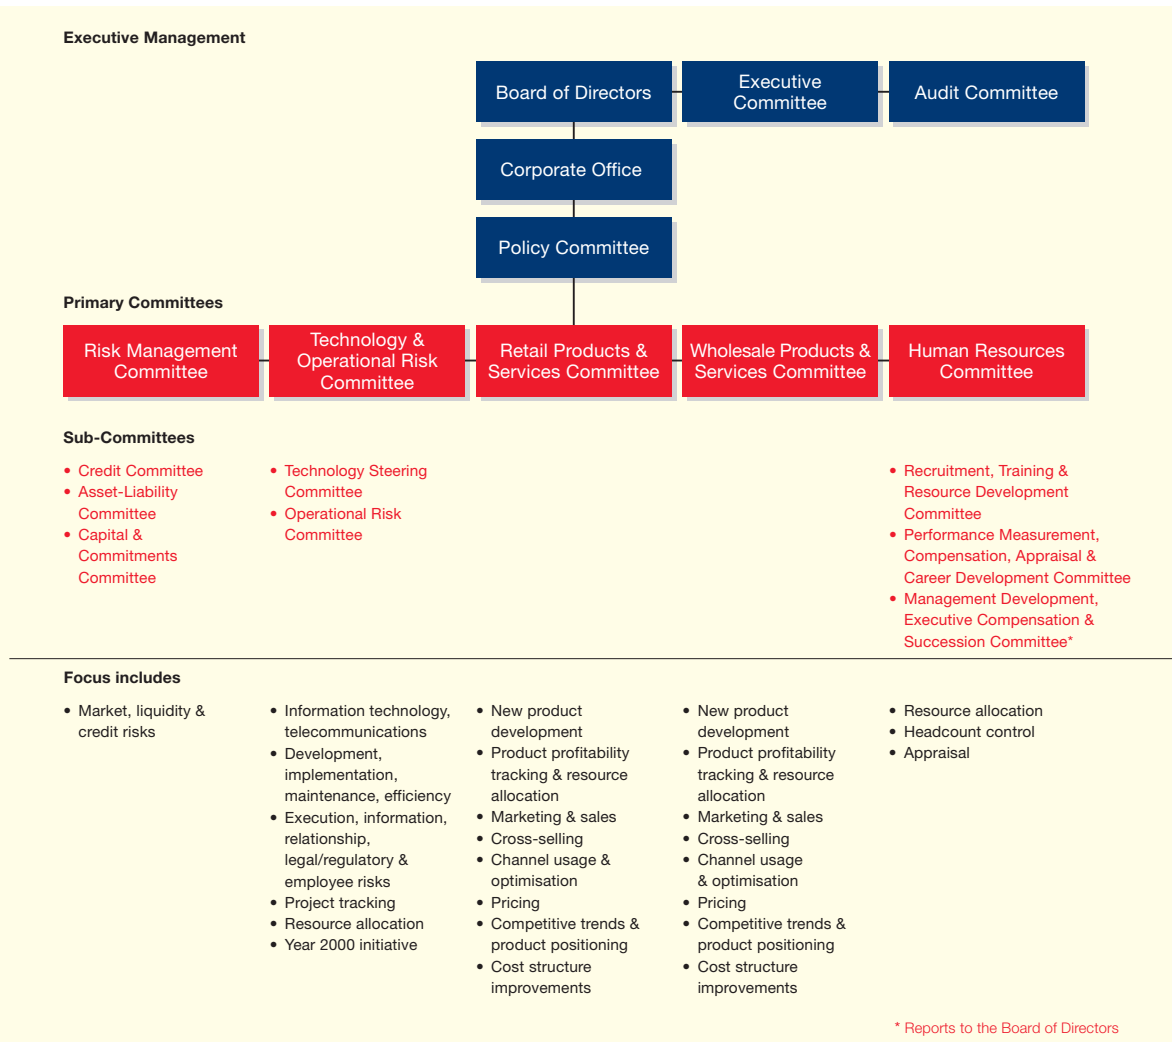 Executive Management
Board of Directors
Executive
Committee
Audit Committee
Corporate Office
Policy Committee
Primary Committees
Risk Management
Committee
Technology &
Operational Risk
Committee
Retail Products &
Services Committee
Wholesale Products &
Services Committee
Human Resources
Committee
Sub-Committees
• Credit Committee
• Asset-Liability
Committee
• Capital &
Commitments
Committee
• Technology Steering
Committee
• Operational Risk
Committee
• Recruitment, Training &
Resource Development
Committee
• Performance Measurement,
Compensation, Appraisal &
Career Development Committee
• Management Development,
Executive Compensation &
Succession Committee*
Focus includes
• Market, liquidity &
credit risks
• Information technology,
telecommunications
• Development,
implementation,
maintenance, efficiency
• Execution, information,
relationship,
legal/regulatory &
employee risks
• Project tracking
• Resource allocation
• Year 2000 initiative
• New product
development
• Product profitability
tracking & resource
allocation
• Marketing & sales
• Cross-selling
• Channel usage &
optimisation
• Pricing
• Competitive trends &
product positioning
• Cost structure
improvements
• New product
development
• Product profitability
tracking & resource
allocation
• Marketing & sales
• Cross-selling
• Channel usage
& optimisation
• Pricing
• Competitive trends &
product positioning
• Cost structure
improvements
• Resource allocation
• Headcount control
• Appraisal
* Reports to the Board of Directors